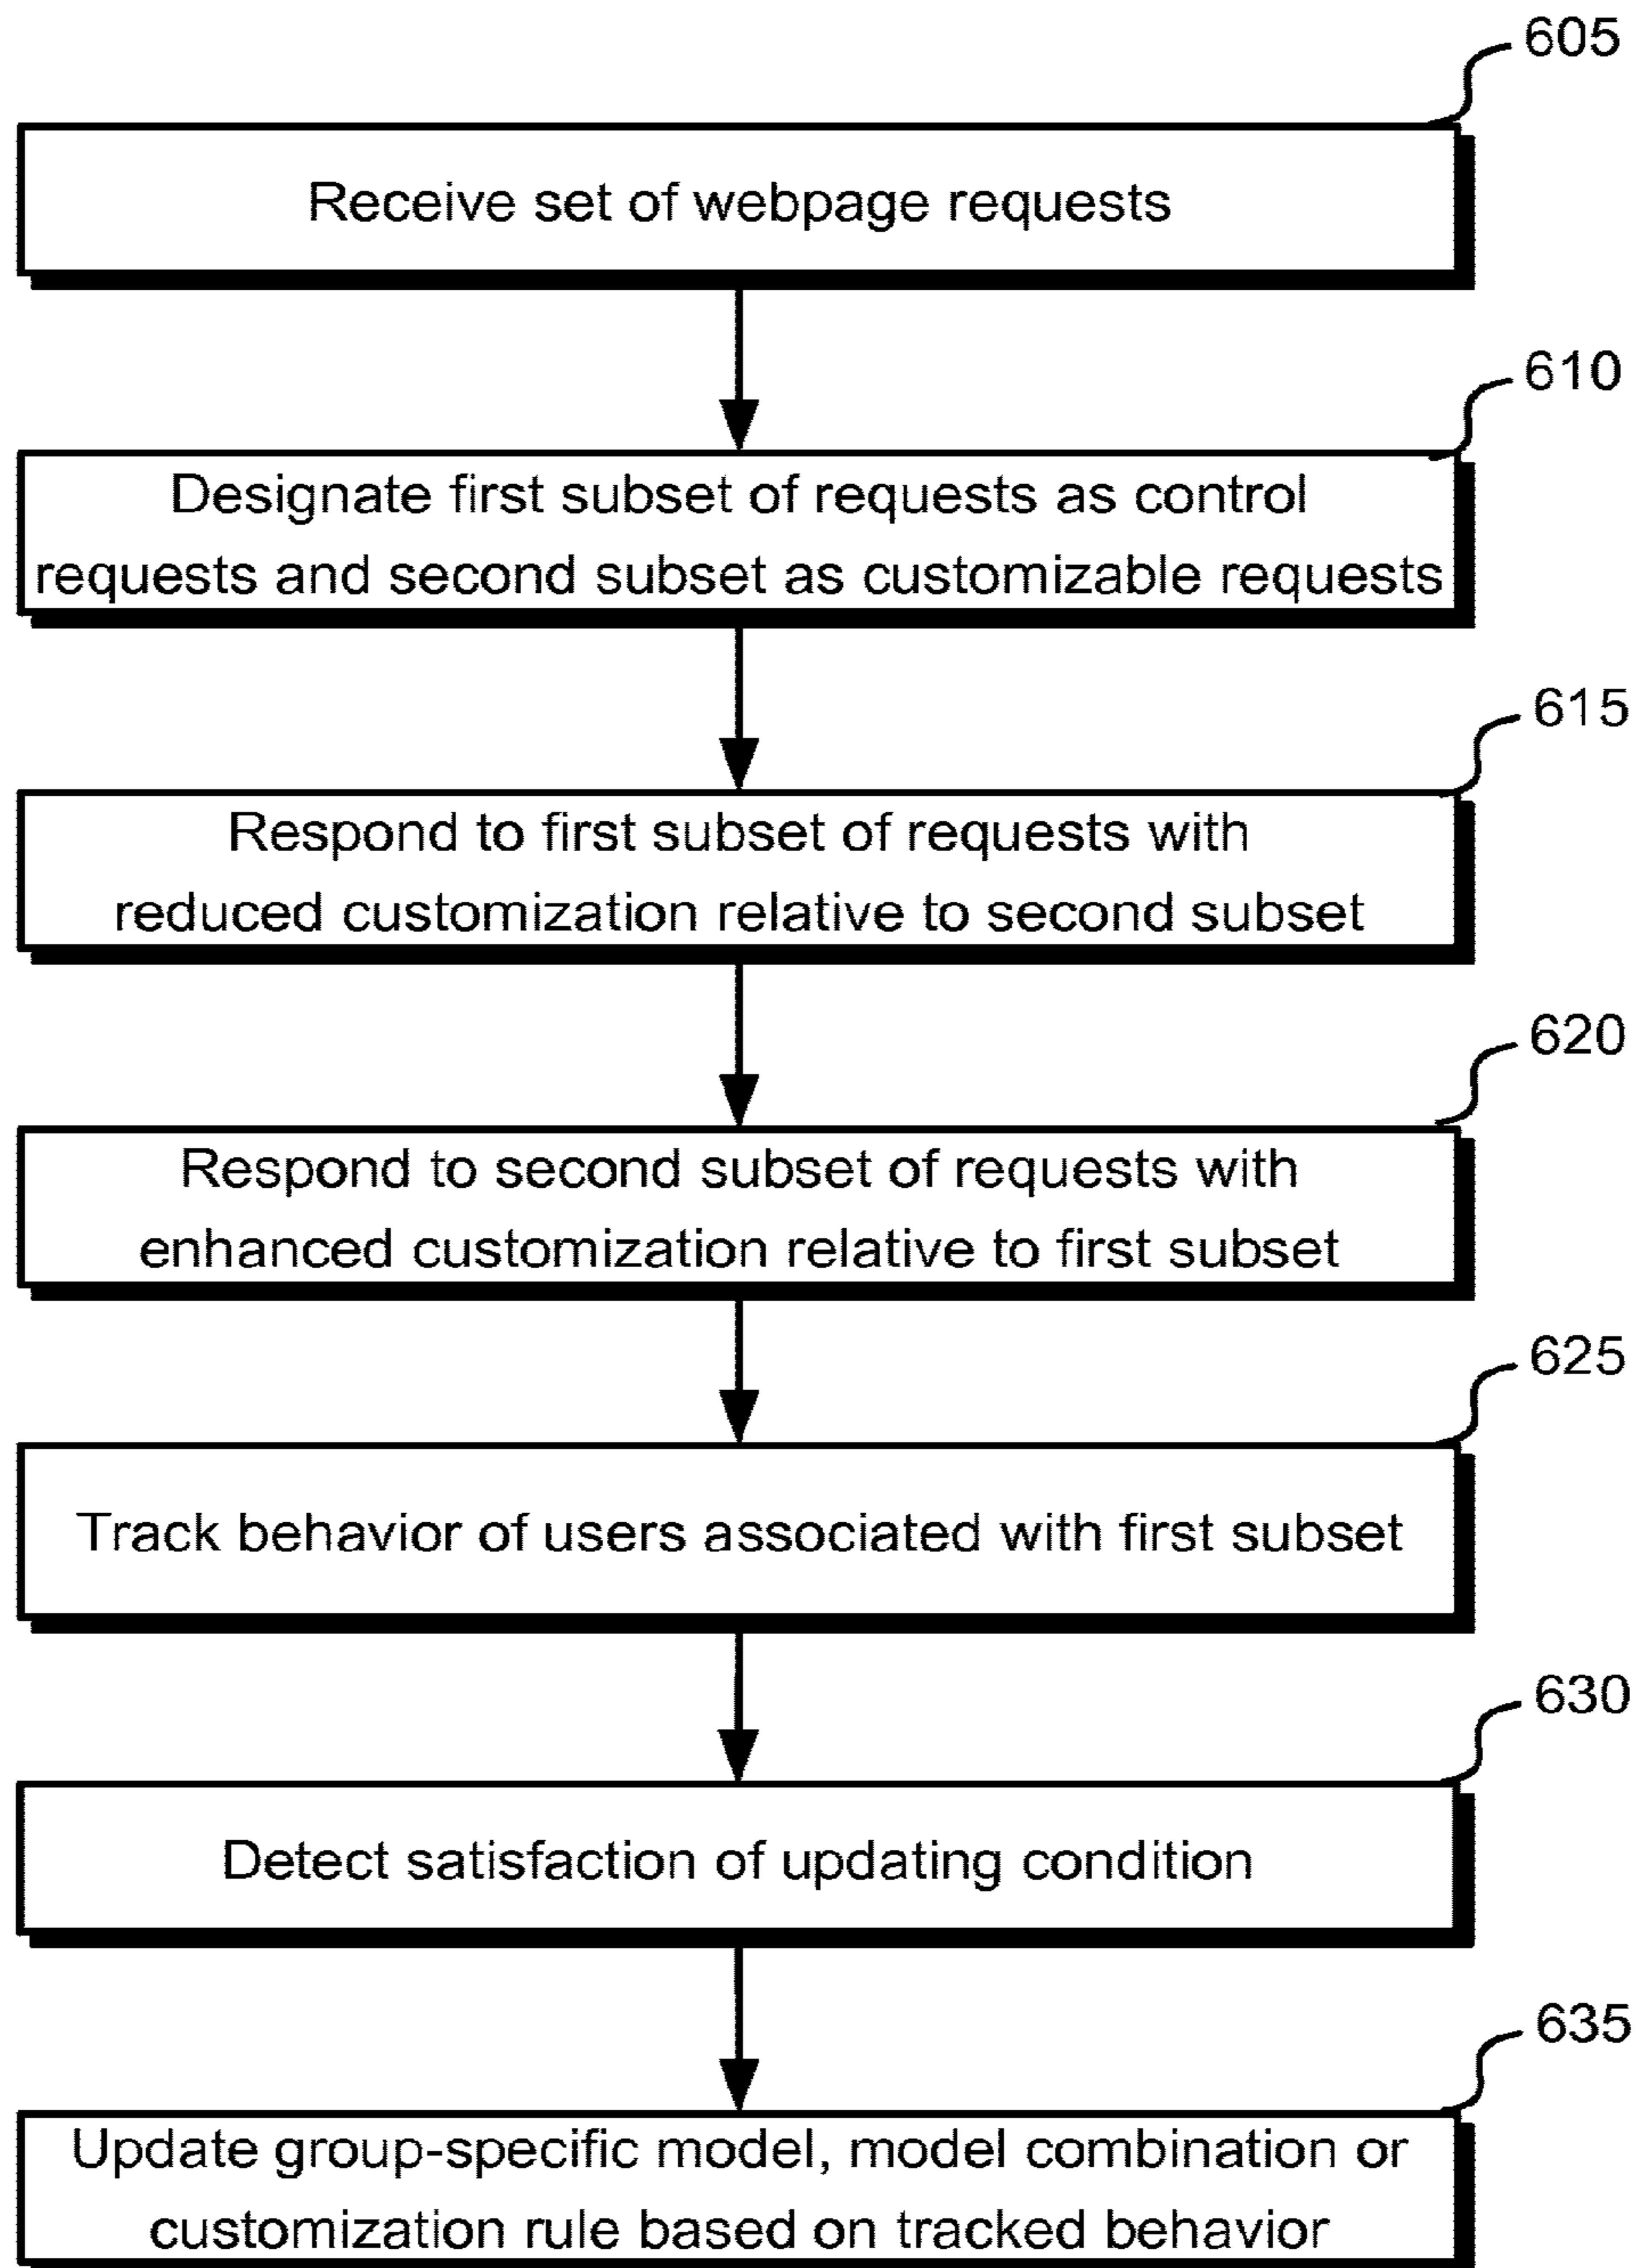 605
Receive set of webpage requests
610
Designate first subset of requests as control
requests and second subset as customizable requests
615
Respond to first subset of requests with
reduced customization relative to second subset
620
Respond to second subset of requests with
enhanced customization relative to first subset
625
Track behavior of users associated with first subset
630
Detect satisfaction of updating condition
635
Update group-specific model, model combination or
customization rule based on tracked behavior